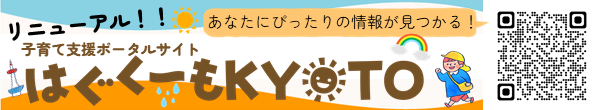 リニューアル！！
あなたにぴったりの情報が見つかる！
子育て支援ポータルサイト
はぐくーもKYOTO